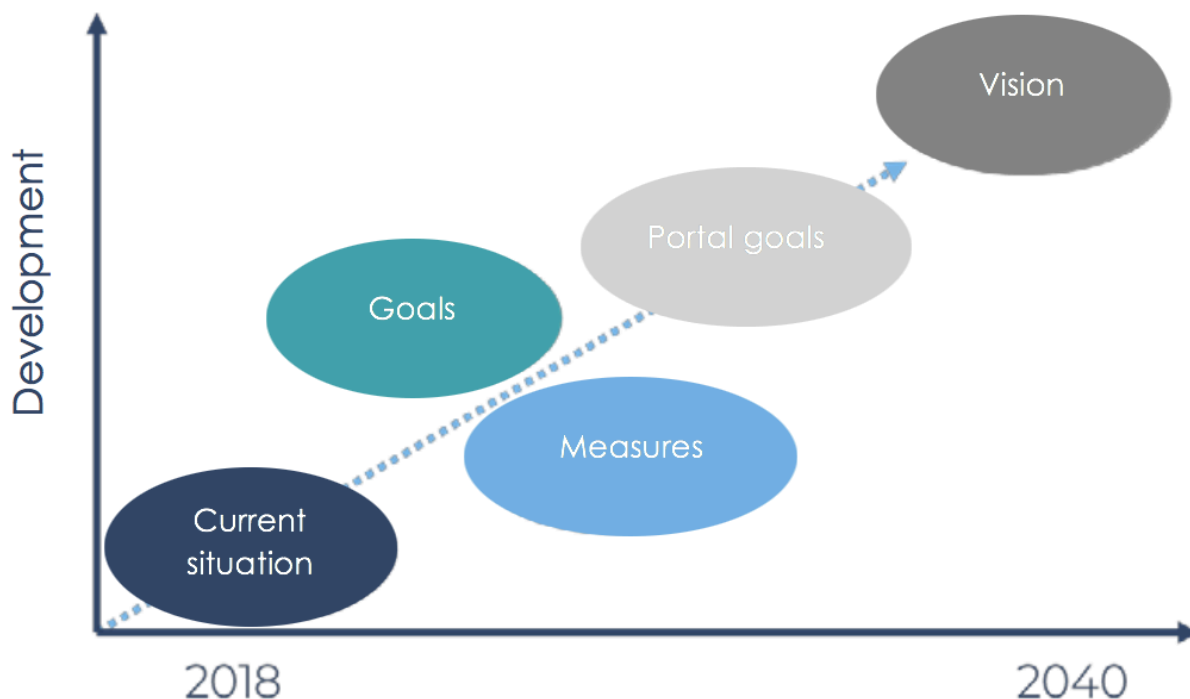 Vision
Portal goals
Goals
Measures
Current
situation
Development
2018
2040